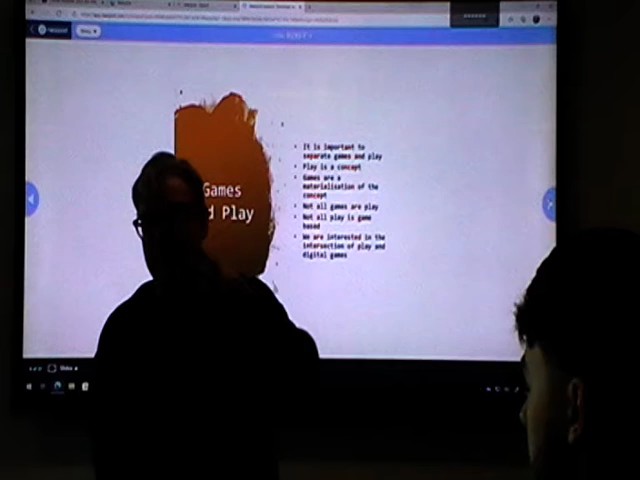 Games
d Play
• It is important to
separate games and play
• Play is a concept
• Games are a
materialisation of the
concept
• Not all games are play
• Not all play is game
based
• We are interested in the
intersection of play and
digital games